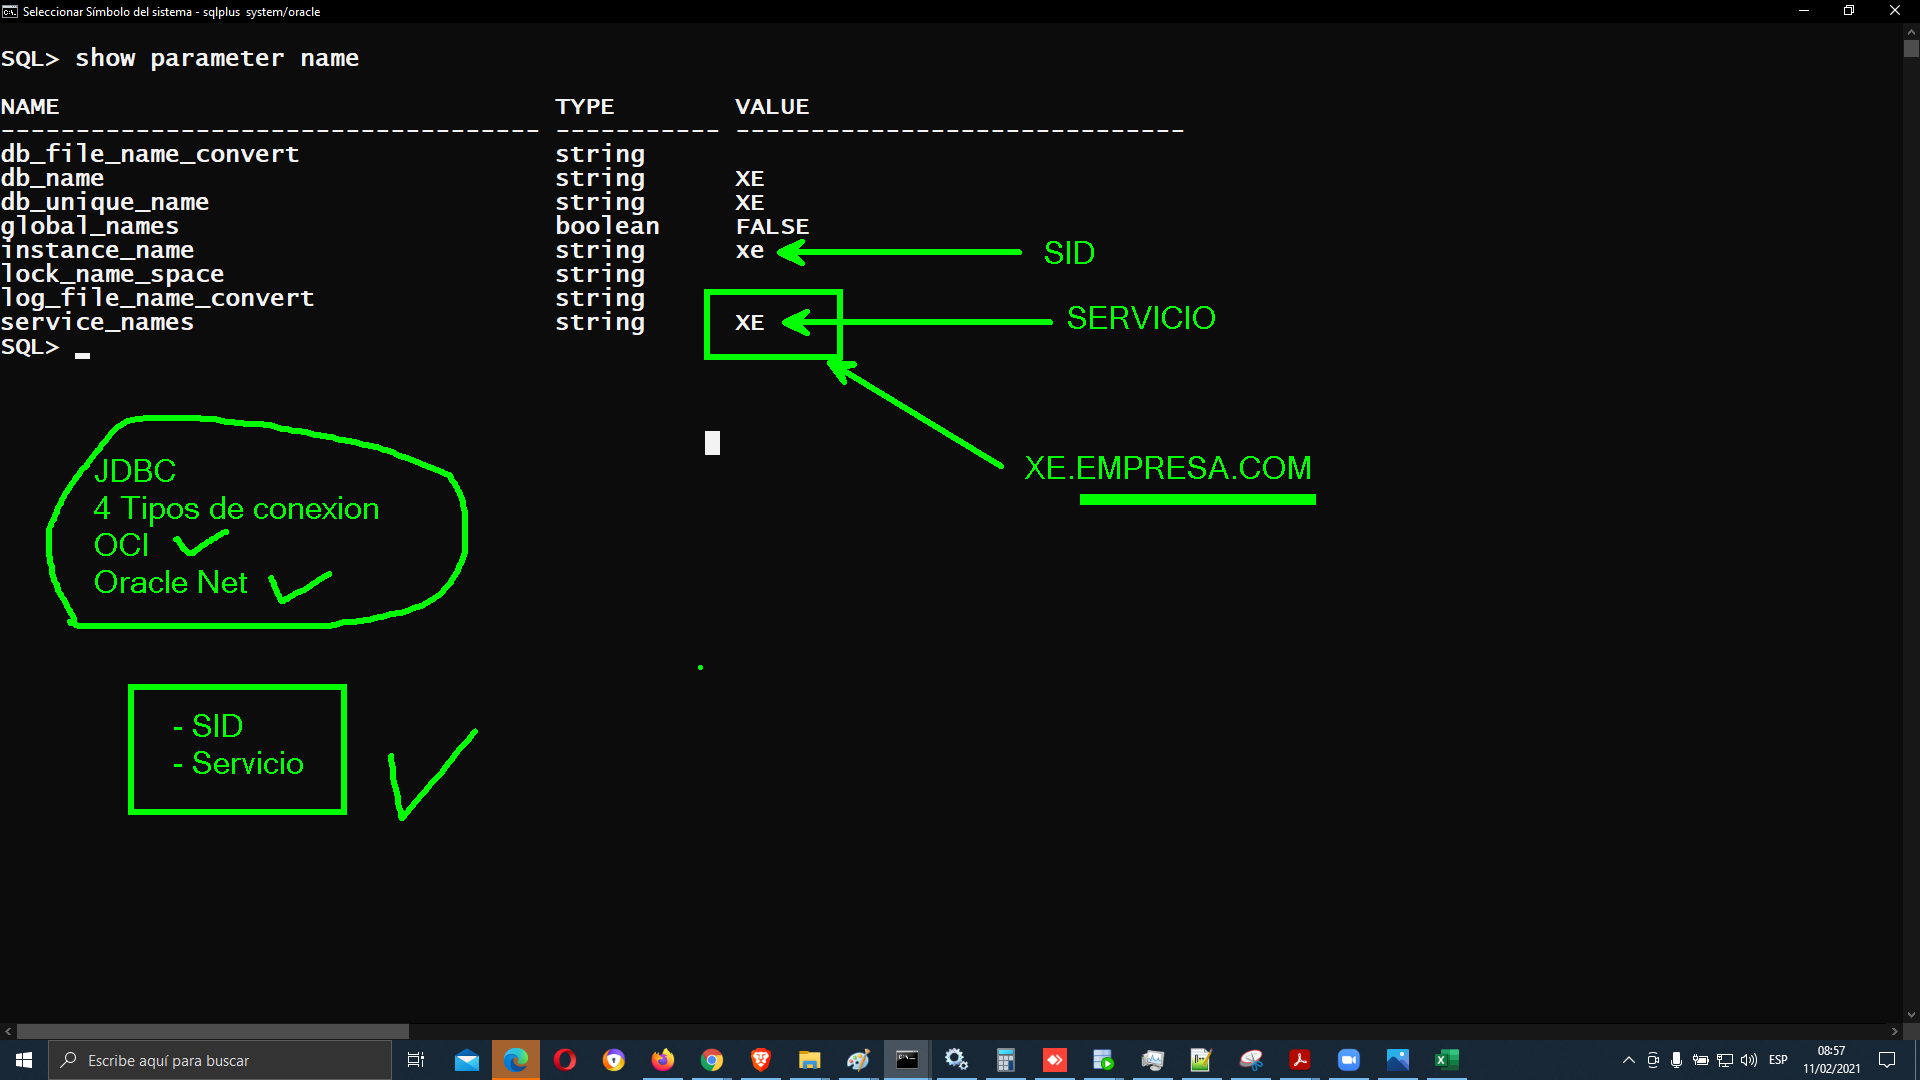 Seleccionar Símbolo del sistema - sqlplus  system/oracle
SQL> show parameter name
NAME TYPE VALUE
------------------------------------ ----------- ------------------------------
db_file_name_convert string
db_name string XE
db_unique_name string XE
global_names boolean FALSE
instance_name string xe SID
lock_name_space string
log_file_name_convert string
service_names string XE SERVICIO
SQL>
XE.EMPRESA.COM
JDBC
4 Tipos de conexion
OCI
Oracle Net
- SID
- Servicio
Escribe aquí para buscar
ESP
08:57
11/02/2021